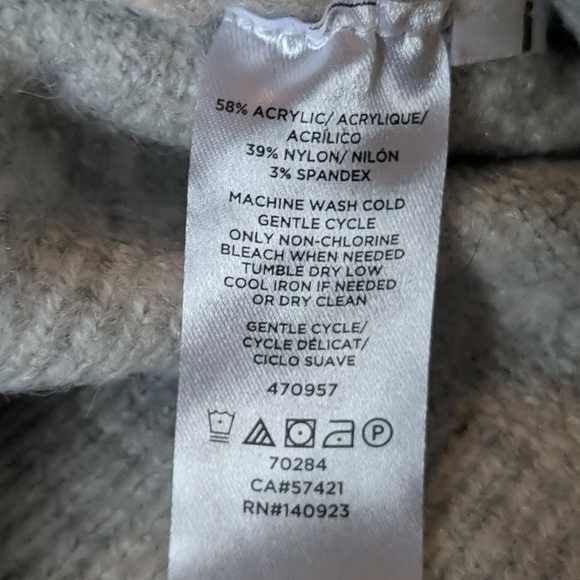 58% ACRYLIC/ ACRYLIQUE/
ACRÍLICO
39% NYLON/ NILÓN
3% SPANDEX
MACHINE WASH COLD
GENTLE CYCLE
ONLY NON-CHLORINE
BLEACH WHEN NEEDED
TUMBLE DRY LOW
COOL IRON IF NEEDED
OR DRY CLEAN
GENTLE CYCLE/
CYCLE DÉLICAT/
CICLO SUAVE
470957
P
70284
CA#57421
RN#140923